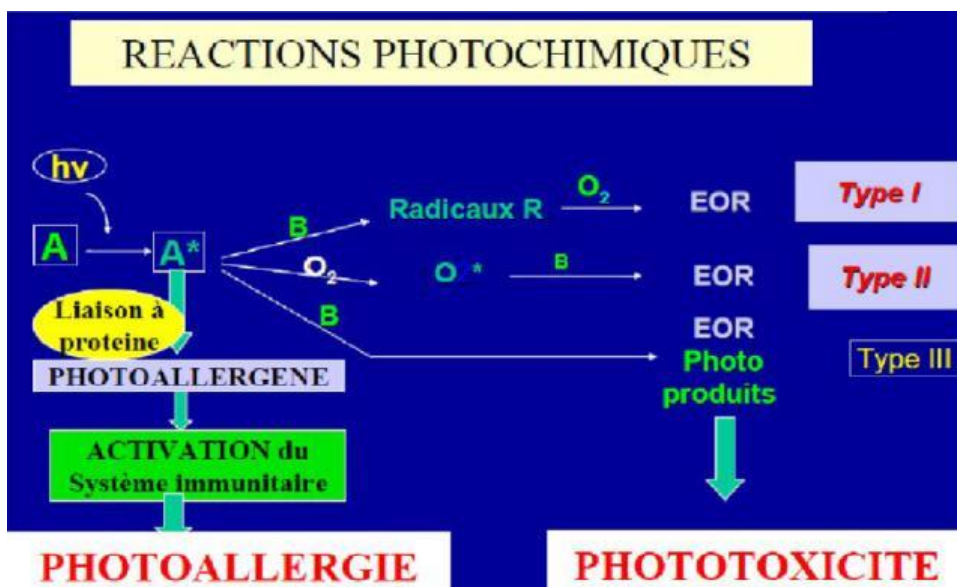 REACTIONS PHOTOCHIMIQUES
hv
A
A*
B
Radicaux R
O₂
EOR
Type I
O₂
O *
B
EOR
Type II
B
EOR
Photo
produits
Type III
Liaison à
proteine
PHOTOALLERGENE
ACTIVATION du
Système immunitaire
PHOTOALLERGIE
PHOTOTOXICITE